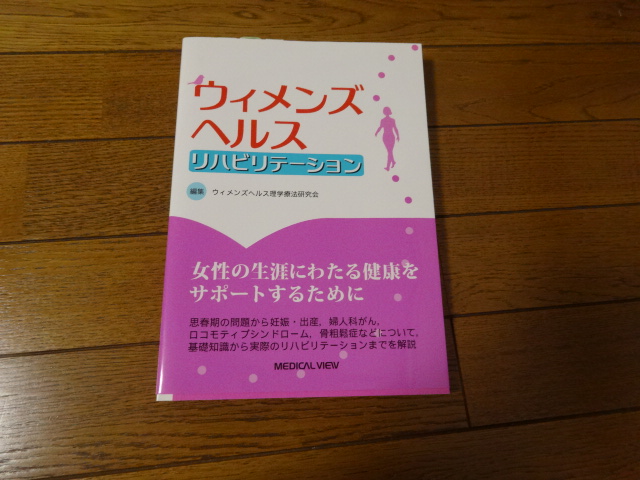 ウィメンズ
ヘルス
リハビリテーション
編集 ウィメンズヘルス理学療法研究会
女性の生涯にわたる健康を
サポートするために
思春期の問題から妊娠・出産，婦人科がん，
ロコモティブシンドローム，骨粗鬆症などについて，
基礎知識から実際のリハビリテーションまでを解説
MEDICAL VIEW